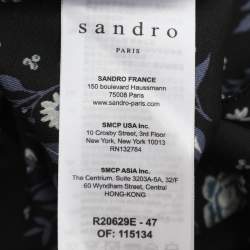 sandro
PARIS
SANDRO FRANCE
150 boulevard Haussmann
75008 Paris
www.sandro-paris.com
SMCP USA Inc.
10 Crosby Street, 3rd Floor
New York, New York 10013
RN132784
SMCP ASIA Inc.
The Centrium, Suite 3203A-5A, 32/F
60 Wyndham Street, Central
HONG-KONG
R20629E - 47
OF: 115134